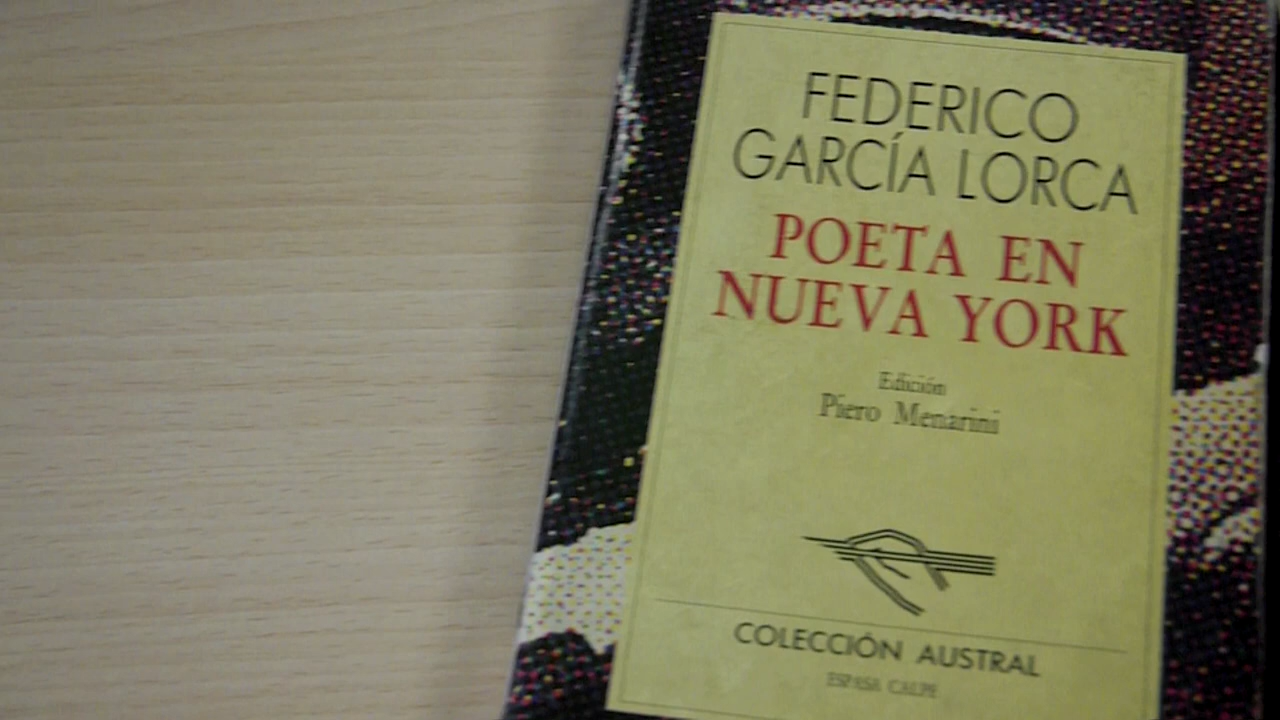 FEDERICO
GARCÍA LORCA
POETA EN
NUEVA YORK
Edición
Piero Menarini
COLECCIÓN AUSTRAL
ESPASA CALPE